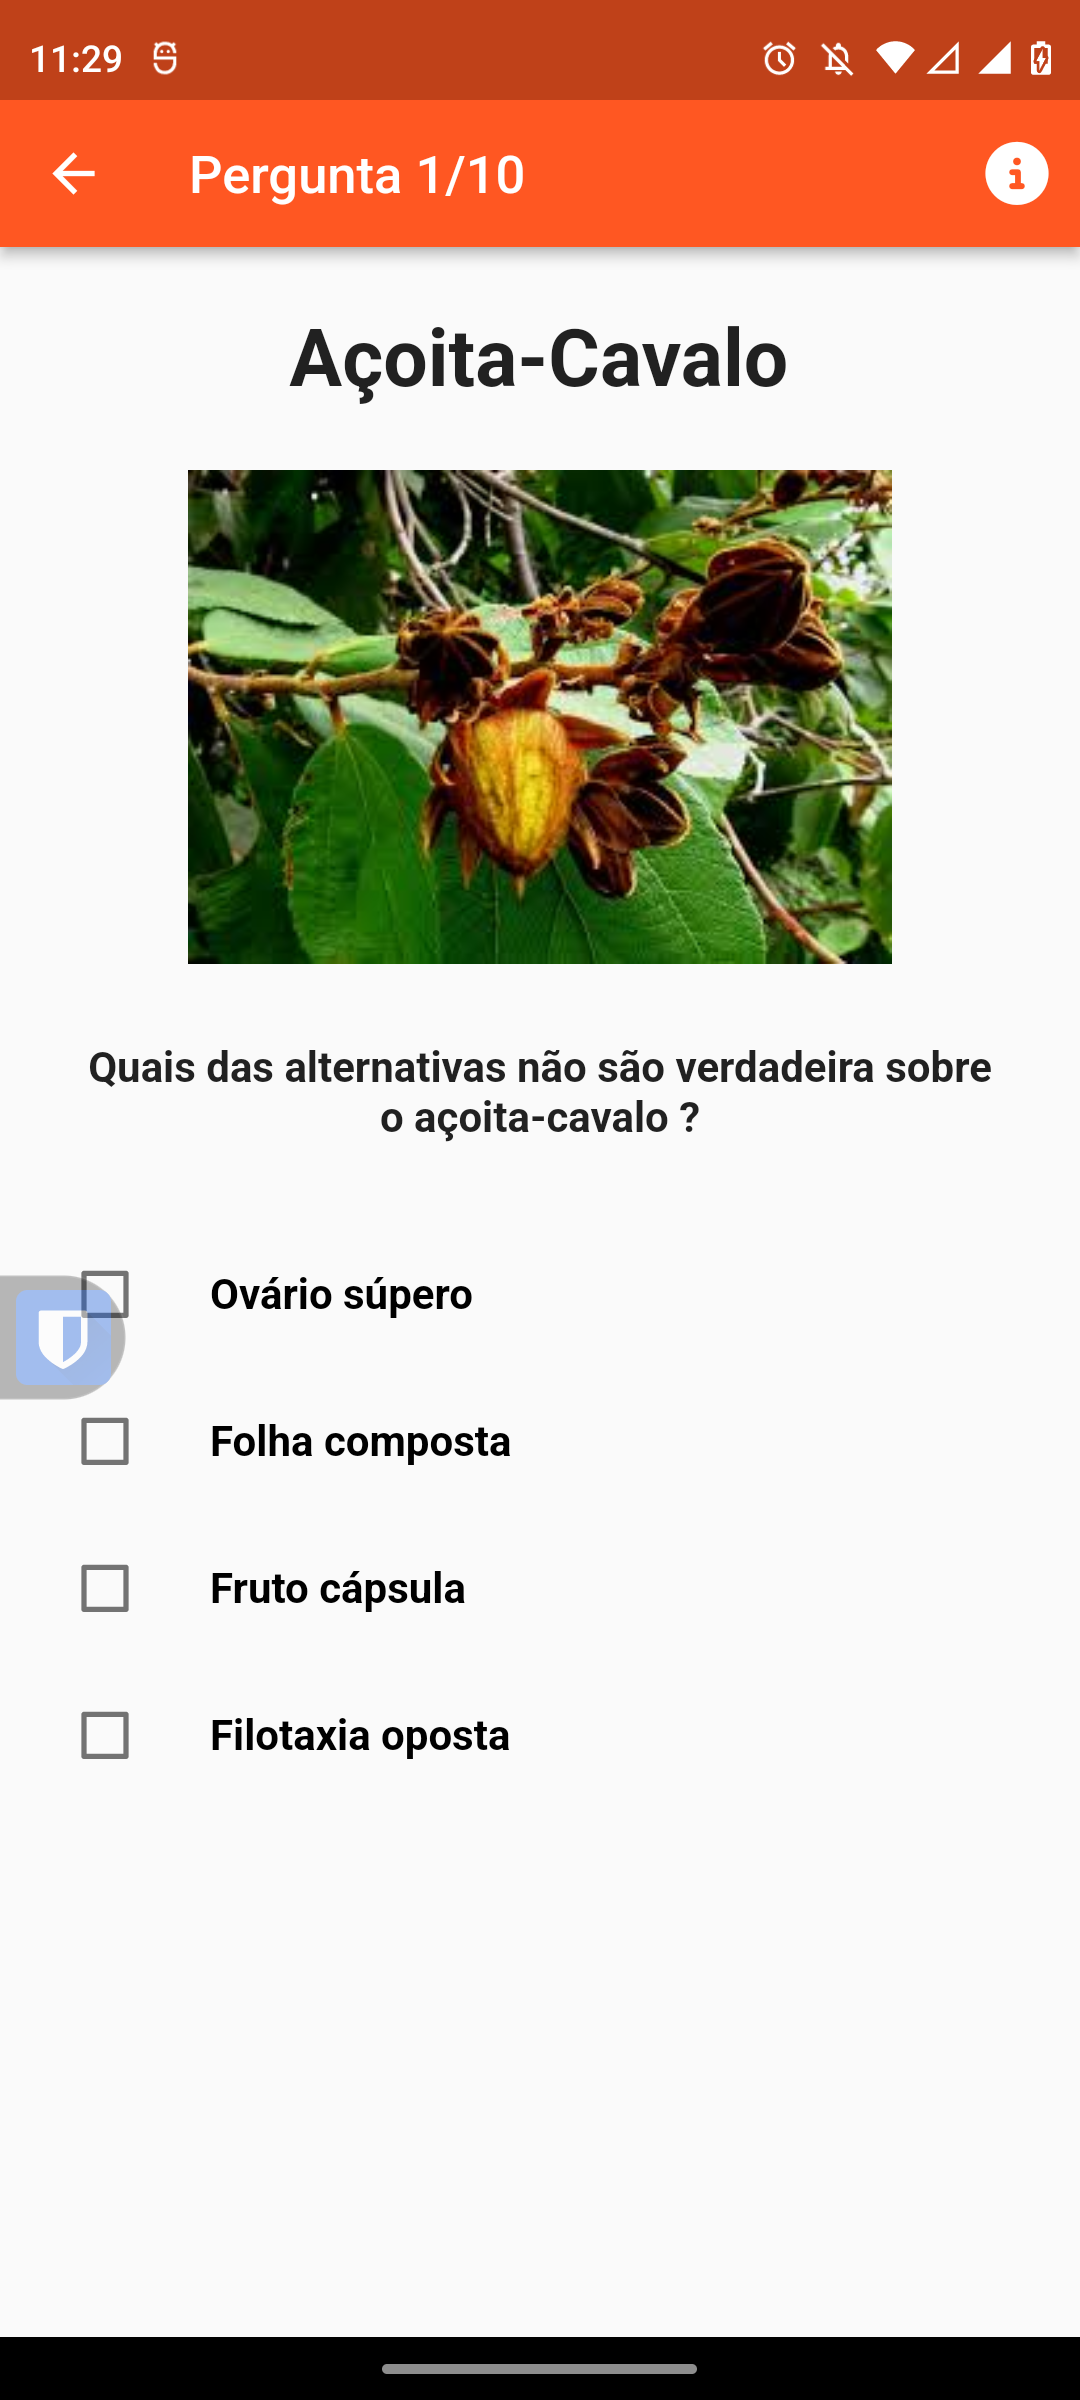 11:29
Pergunta 1/10
Açoita-Cavalo
Quais das alternativas não são verdadeira sobre
o açoita-cavalo ?
Ovário súpero
Folha composta
Fruto cápsula
Filotaxia oposta